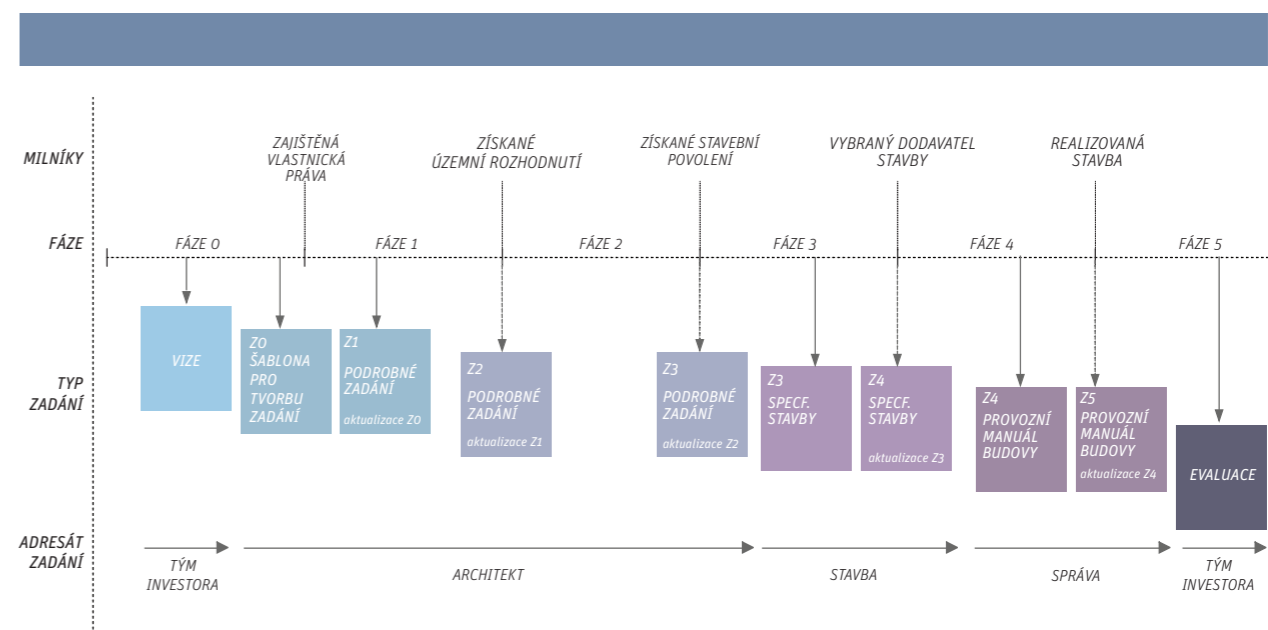 MILNÍKY
ZAJIŠTĚNÁ
VLASTNICKÁ
PRÁVA
ZÍSKANÉ
ÚZEMNÍ ROZHODNUTÍ
ZÍSKANÉ STAVEBNÍ
POVOLENÍ
VYBRANÝ DODAVATEL
STAVBY
REALIZOVANÁ
STAVBA
FÁZE
FÁZE 0
FÁZE 1
FÁZE 2
FÁZE 3
FÁZE 4
FÁZE 5
TYP
ZADÁNÍ
VIZE
Z0
ŠABLONA
PRO
TVORBU
ZADÁNÍ
Z1
PODROBNÉ
ZADÁNÍ
aktualizace Z0
Z2
PODROBNÉ
ZADÁNÍ
aktualizace Z1
Z3
PODROBNÉ
ZADÁNÍ
aktualizace Z2
Z3
SPECF.
STAVBY
Z4
SPECF.
STAVBY
aktualizace Z3
Z4
PROVOZNÍ
MANUÁL
BUDOVY
Z5
PROVOZNÍ
MANUÁL
BUDOVY
aktualizace Z4
EVALUACE
ADRESÁT
ZADÁNÍ
TÝM
INVESTORA
ARCHITEKT
STAVBA
SPRÁVA
TÝM
INVESTORA